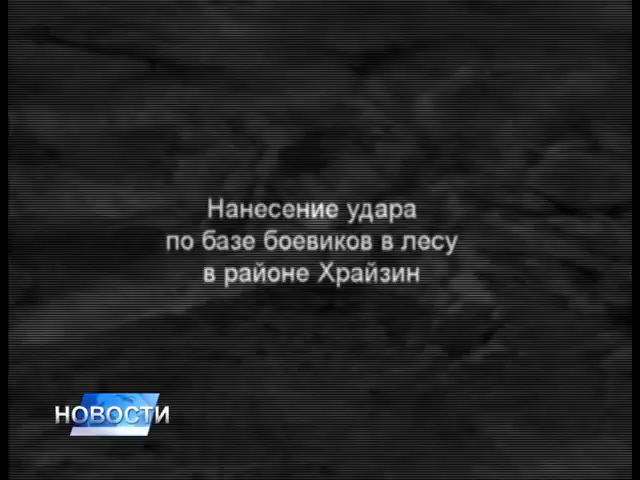 Нанесение удара
по базе боевиков в лесу
в районе Храйзин
НОВОСТИ